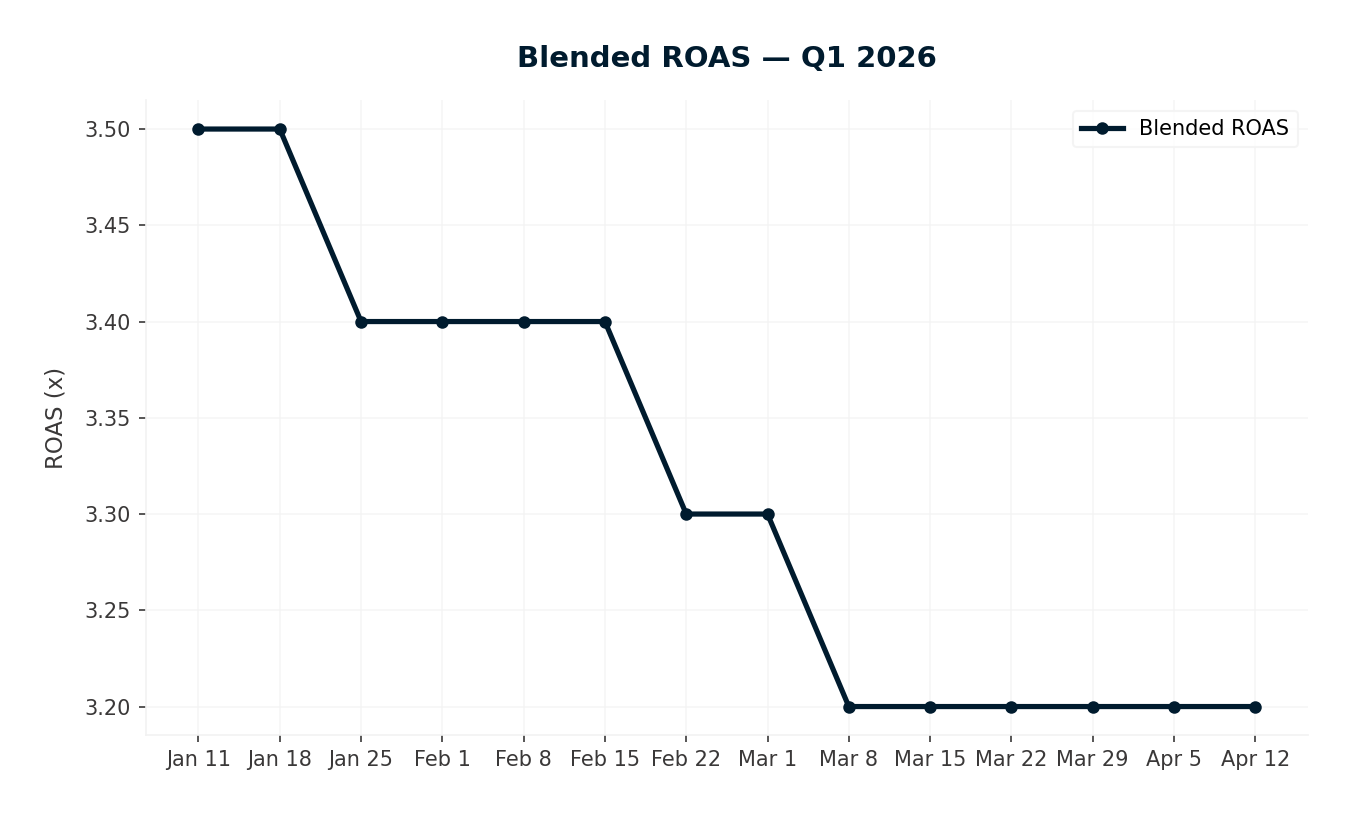 Blended ROAS — Q1 2026
Blended ROAS
ROAS (x)
3.50
3.45
3.40
3.35
3.30
3.25
3.20
Jan 11 Jan 18 Jan 25 Feb 1 Feb 8 Feb 15 Feb 22 Mar 1 Mar 8 Mar 15 Mar 22 Mar 29 Apr 5 Apr 12